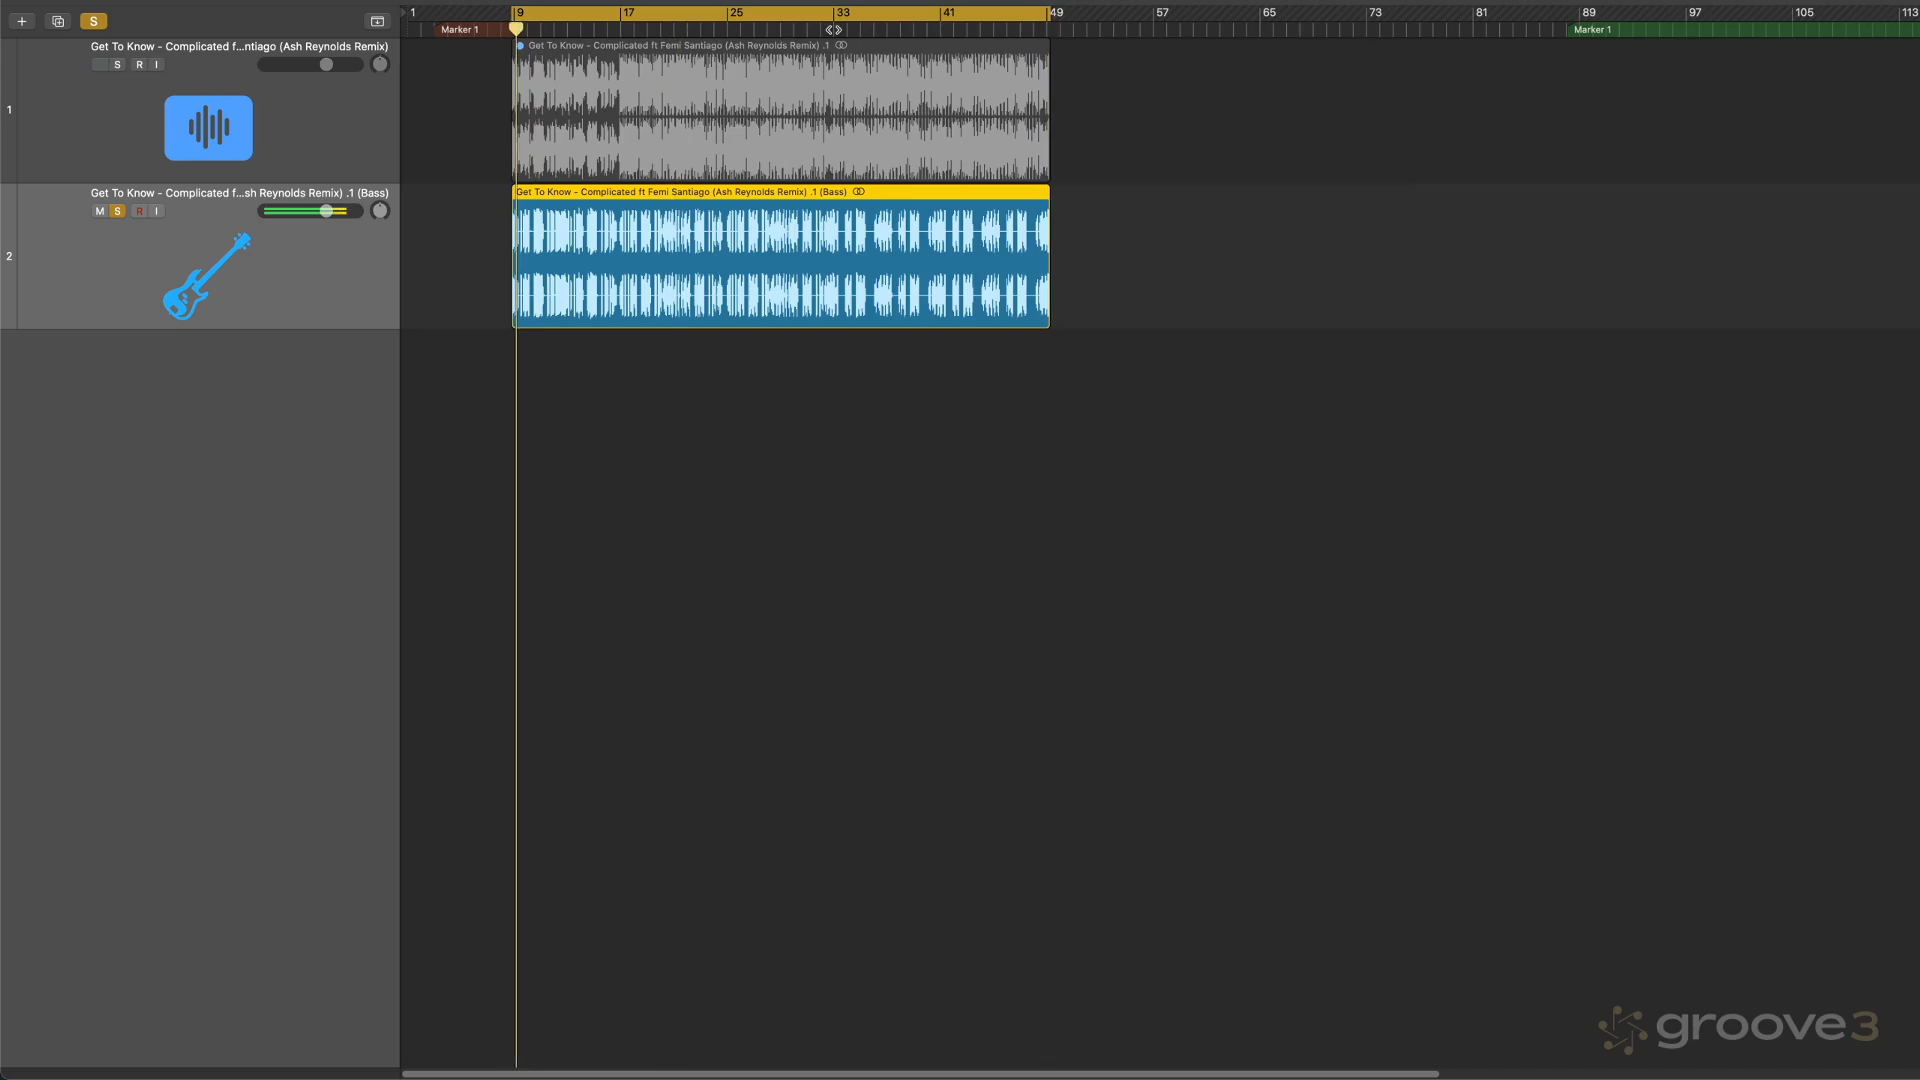 S
1
9
17
25
33
41
49
57
65
73
81
89
97
105
113
Marker 1
Marker 1
Get To Know - Complicated f...ntiago (Ash Reynolds Remix)
S R I
1
Get To Know - Complicated ft Femi Santiago (Ash Reynolds Remix) .1
Get To Know - Complicated f...sh Reynolds Remix) .1 (Bass)
M S R I
2
Get To Know - Complicated ft Femi Santiago (Ash Reynolds Remix) .1 (Bass)
groove3